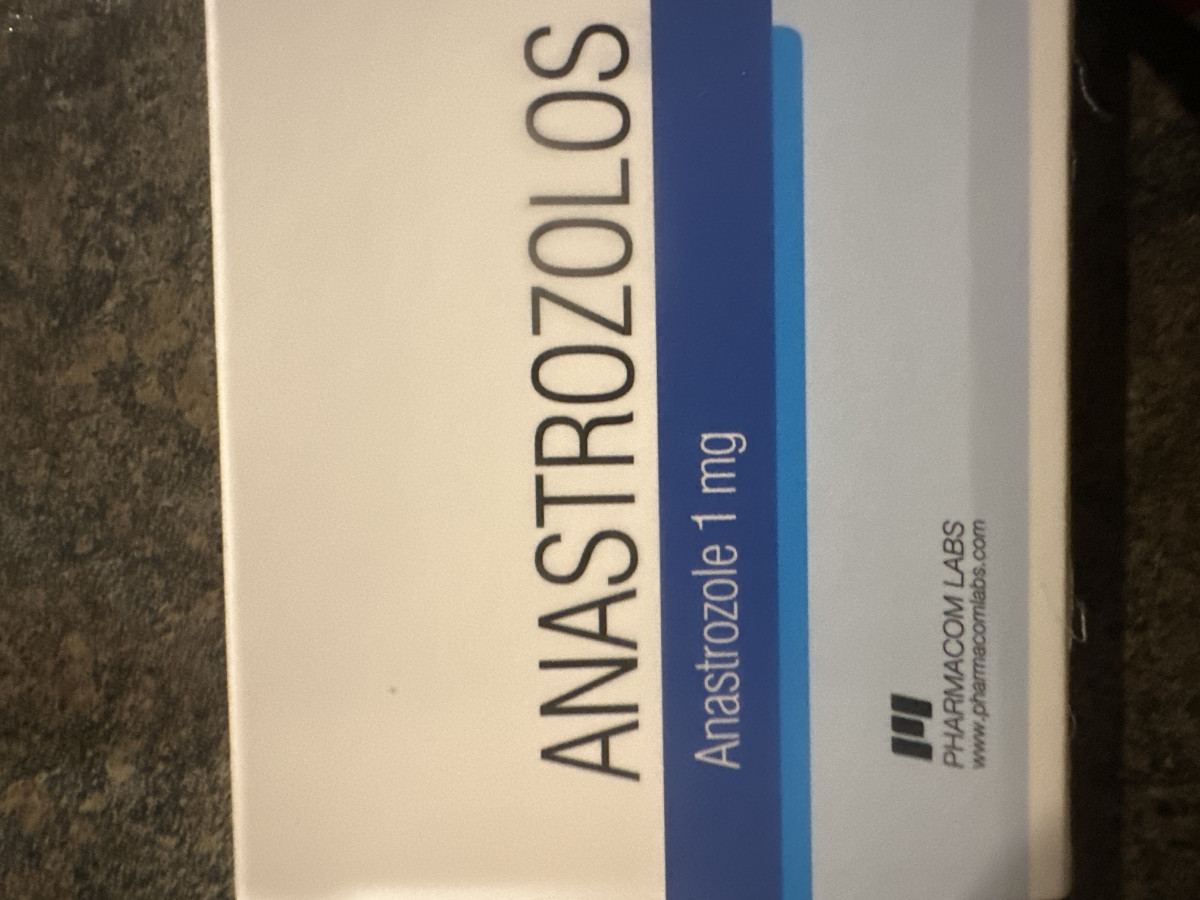 ANASTROZOLOS
Anastrozole 1 mg
PHARMACOM LABS
www.pharmacomlabs.com